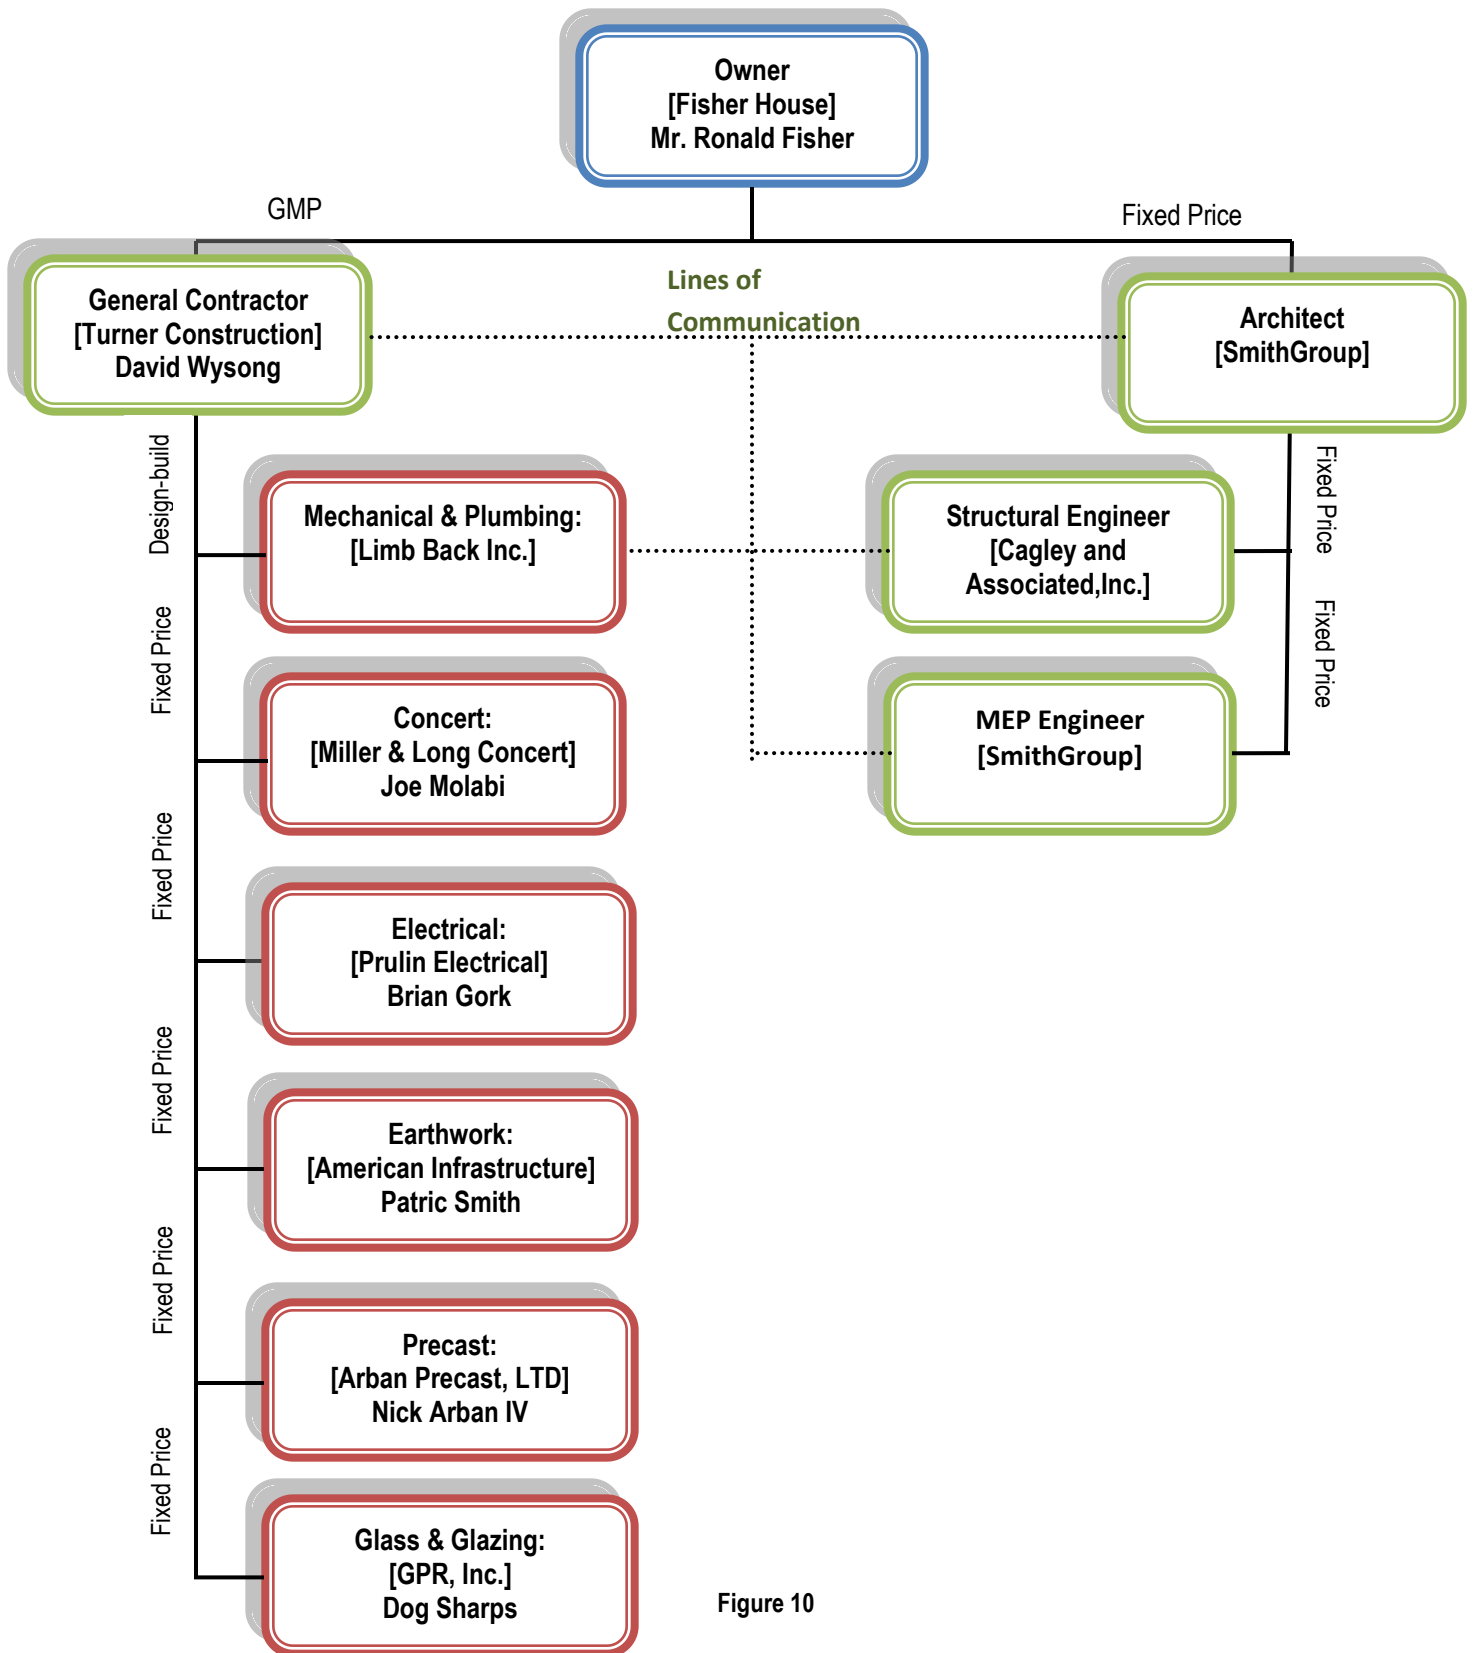 Owner
[Fisher House]
Mr. Ronald Fisher
GMP
Fixed Price
General Contractor
[Turner Construction]
David Wysong
Lines of
Communication
Architect
[SmithGroup]
Design-build
Mechanical & Plumbing:
[Limb Back Inc.]
Structural Engineer
[Cagley and
Associated,Inc.]
Fixed Price
Fixed Price
Concert:
[Miller & Long Concert]
Joe Molabi
MEP Engineer
[SmithGroup]
Fixed Price
Fixed Price
Electrical:
[Prulin Electrical]
Brian Gork
Fixed Price
Earthwork:
[American Infrastructure]
Patric Smith
Fixed Price
Precast:
[Arban Precast, LTD]
Nick Arban IV
Fixed Price
Glass & Glazing:
[GPR, Inc.]
Dog Sharps
Figure 10